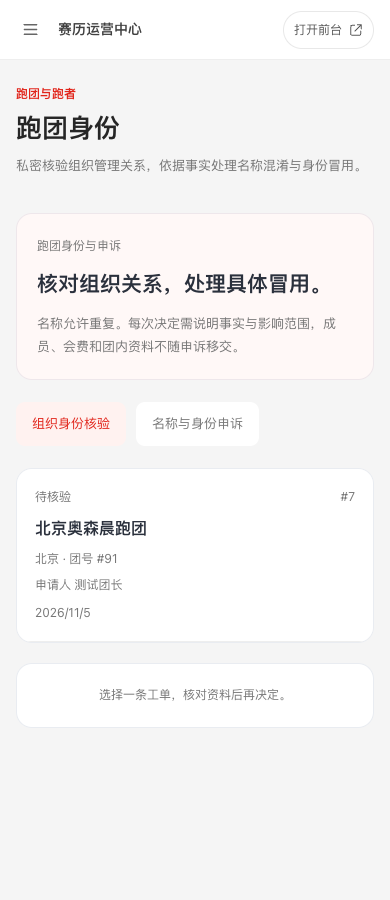 赛历运营中心
打开前台
跑团与跑者
跑团身份
私密核验组织管理关系，依据事实处理名称混淆与身份冒用。
跑团身份与申诉
核对组织关系，处理具体冒用。
名称允许重复。每次决定需说明事实与影响范围，成
员、会费和团内资料不随申诉移交。
组织身份核验
名称与身份申诉
待核验
#7
北京奥森晨跑团
北京 · 团号 #91
申请人 测试团长
2026/11/5
选择一条工单，核对资料后再决定。